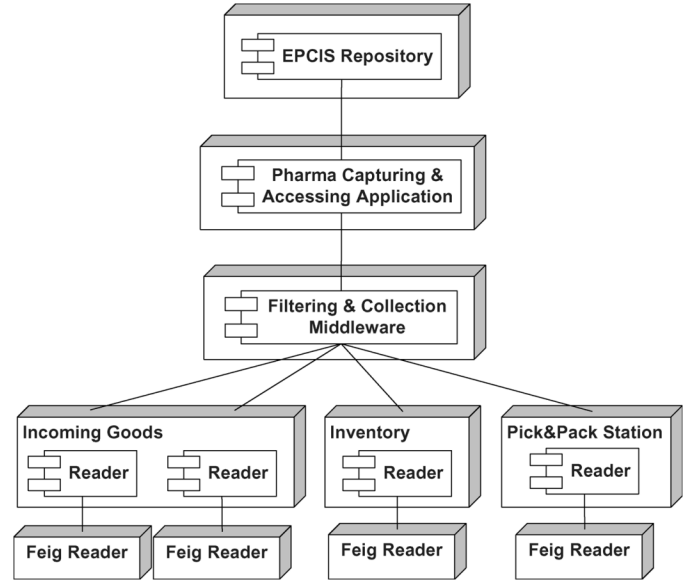 EPCIS Repository
Pharma Capturing &
Accessing Application
Filtering & Collection
Middleware
Incoming Goods
Reader
Reader
Inventory
Reader
Pick&Pack Station
Reader
Feig Reader
Feig Reader
Feig Reader
Feig Reader